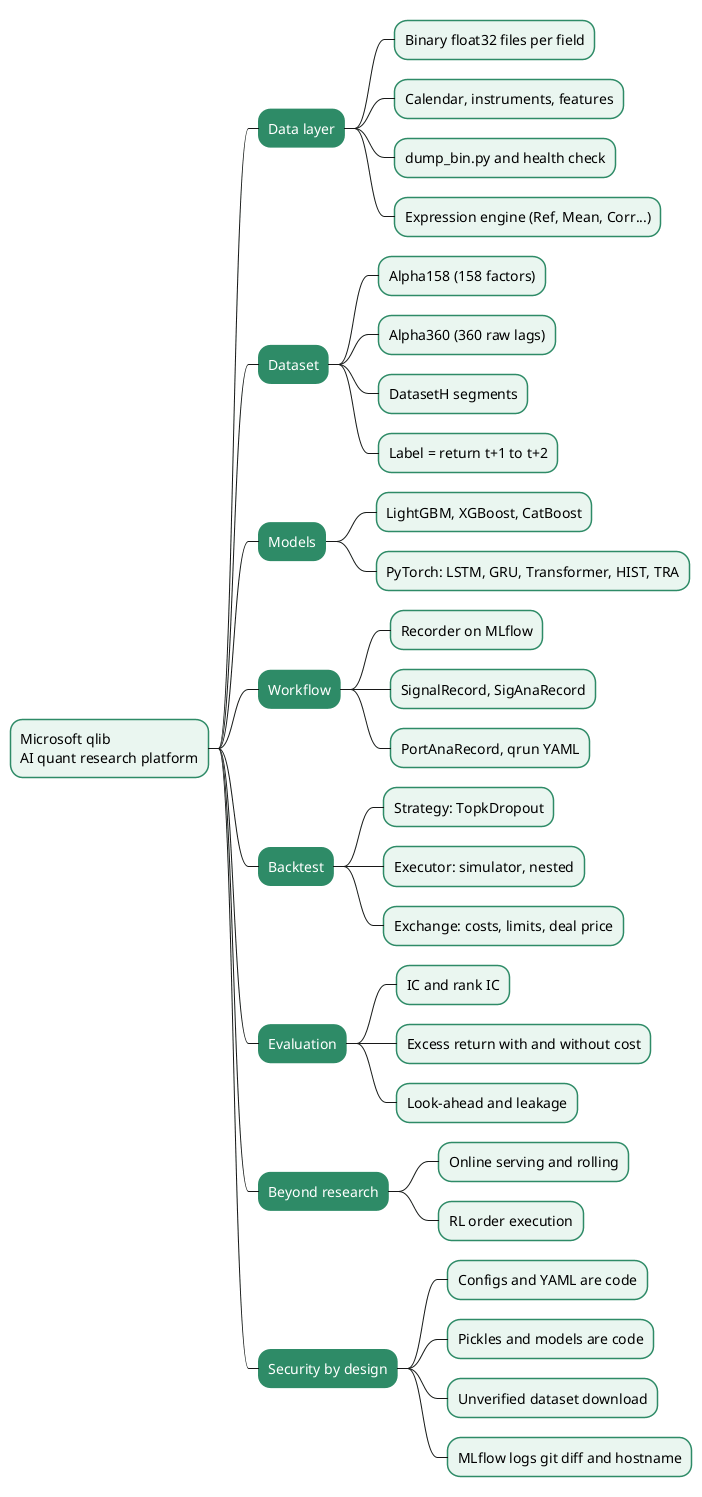 Microsoft qlib
AI quant research platform
Data layer
Binary float32 files per field
Calendar, instruments, features
dump_bin.py and health check
Expression engine (Ref, Mean, Corr...)
Dataset
Alpha158 (158 factors)
Alpha360 (360 raw lags)
DatasetH segments
Label = return t+1 to t+2
Models
LightGBM, XGBoost, CatBoost
PyTorch: LSTM, GRU, Transformer, HIST, TRA
Workflow
Recorder on MLflow
SignalRecord, SigAnaRecord
PortAnaRecord, qrun YAML
Backtest
Strategy: TopkDropout
Executor: simulator, nested
Exchange: costs, limits, deal price
Evaluation
IC and rank IC
Excess return with and without cost
Look-ahead and leakage
Beyond research
Online serving and rolling
RL order execution
Security by design
Configs and YAML are code
Pickles and models are code
Unverified dataset download
MLflow logs git diff and hostname